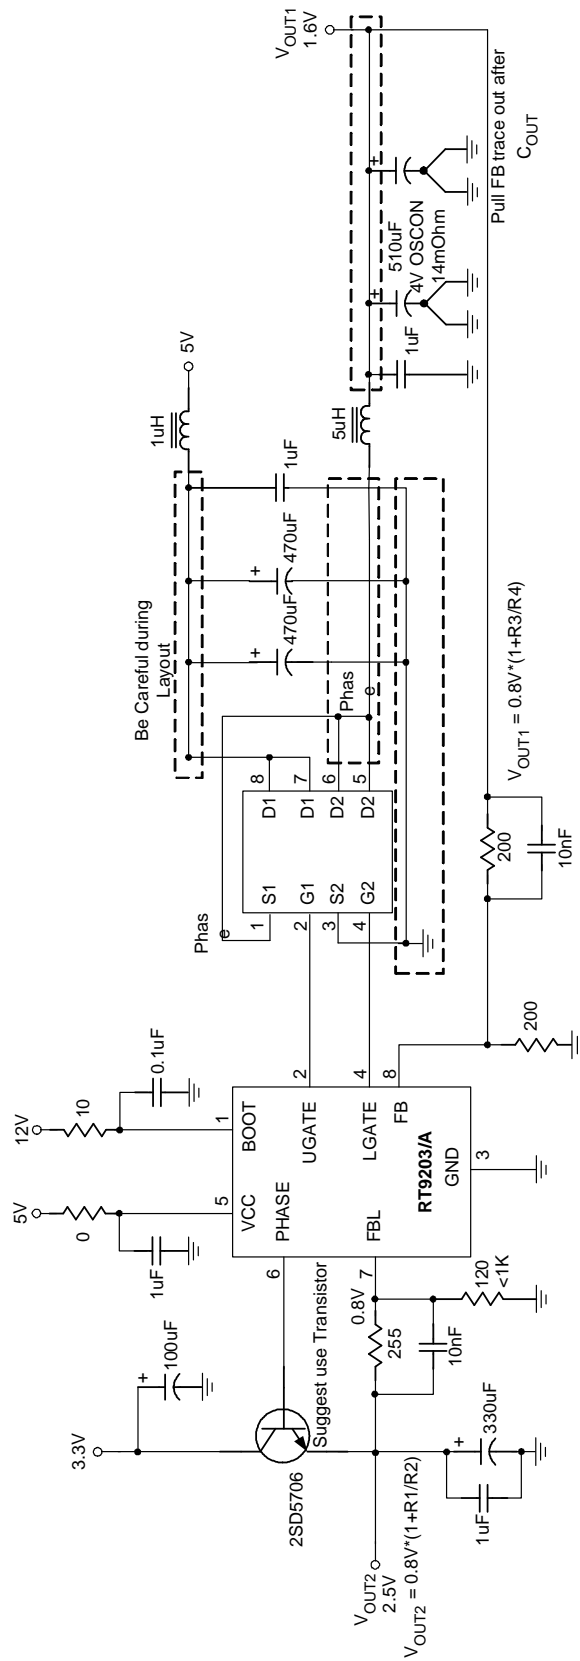 3.3V
100uF
2SD5706
Suggest use Transistor
V_OUT2
2.5V
V_OUT2 = 0.8V*(1+R1/R2)
1uF
330uF
0.8V
255
10nF
120
<1K
5V
0
1uF
12V
10
0.1uF
6
5
1
7
3
2
4
8
VCC
BOOT
PHASE
UGATE
FBL
LGATE
FB
RT9203/A
GND
200
200
10nF
V_OUT1 = 0.8V*(1+R3/R4)
Phas
e
1
2
3
4
S1
G1
S2
G2
D1
D1
D2
D2
8
7
6
5
Phas
e
Be Careful during
Layout
+
470uF
+
470uF
1uF
1uH
5V
5uH
1uF
+
510uF
4V OSCON
14mOhm
+
V_OUT1
1.6V
Pull FB trace out after
C_OUT
+
+